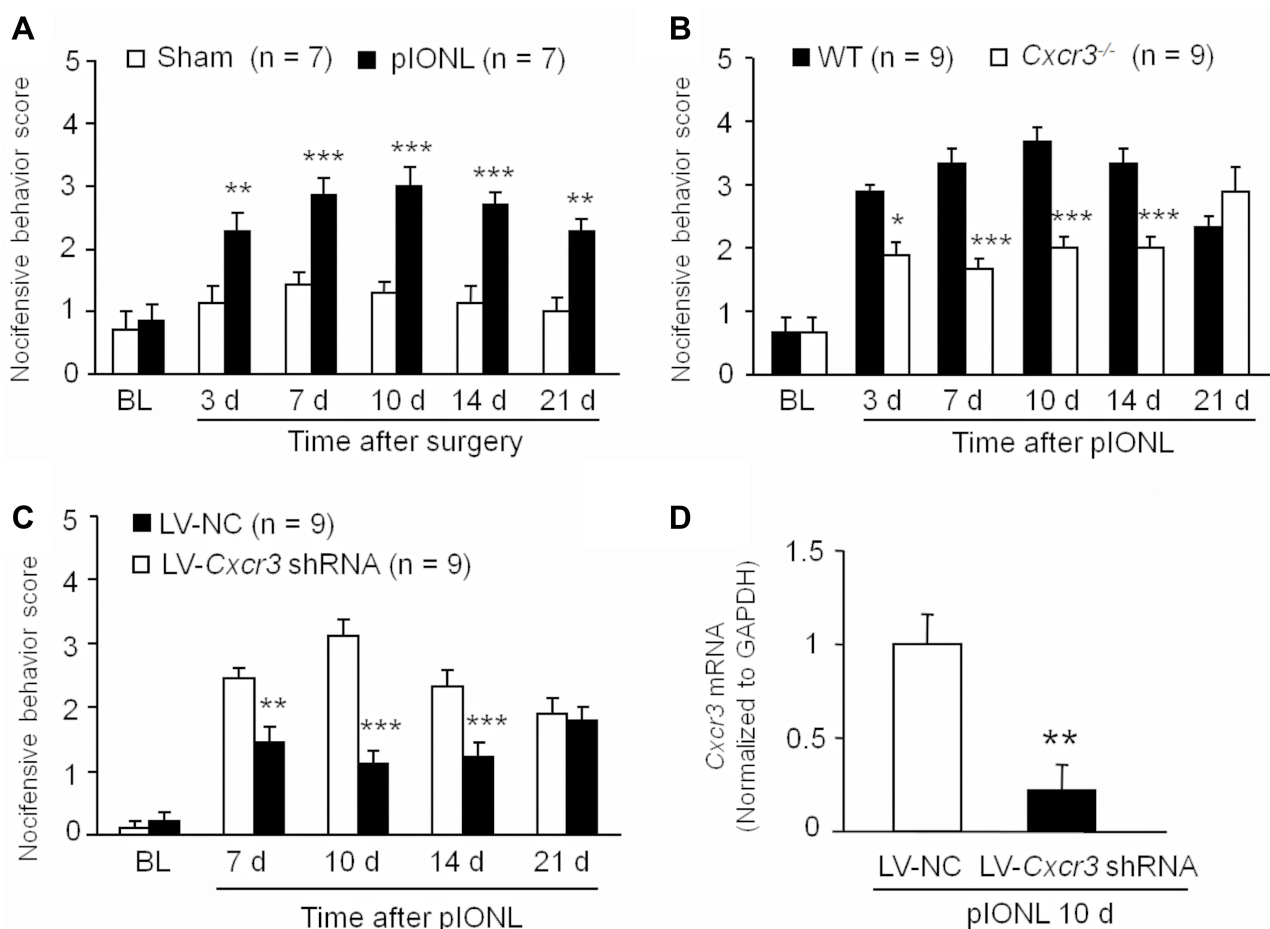 A
Sham (n = 7) pIONL (n = 7)
Nocifensive behavior score
5
4
3
2
1
0
** *** *** *** **
BL 3 d 7 d 10 d 14 d 21 d
Time after surgery
B
WT (n = 9) Cxcr3-/- (n = 9)
Nocifensive behavior score
5
4
3
2
1
0
* *** *** ***
BL 3 d 7 d 10 d 14 d 21 d
Time after pIONL
C
LV-NC (n = 9)
LV-Cxcr3 shRNA (n = 9)
Nocifensive behavior score
5
4
3
2
1
0
** *** ***
BL 7 d 10 d 14 d 21 d
Time after pIONL
D
Cxcr3 mRNA
(Normalized to GAPDH)
1.5
1
0.5
0
**
LV-NC LV-Cxcr3 shRNA
pIONL 10 d